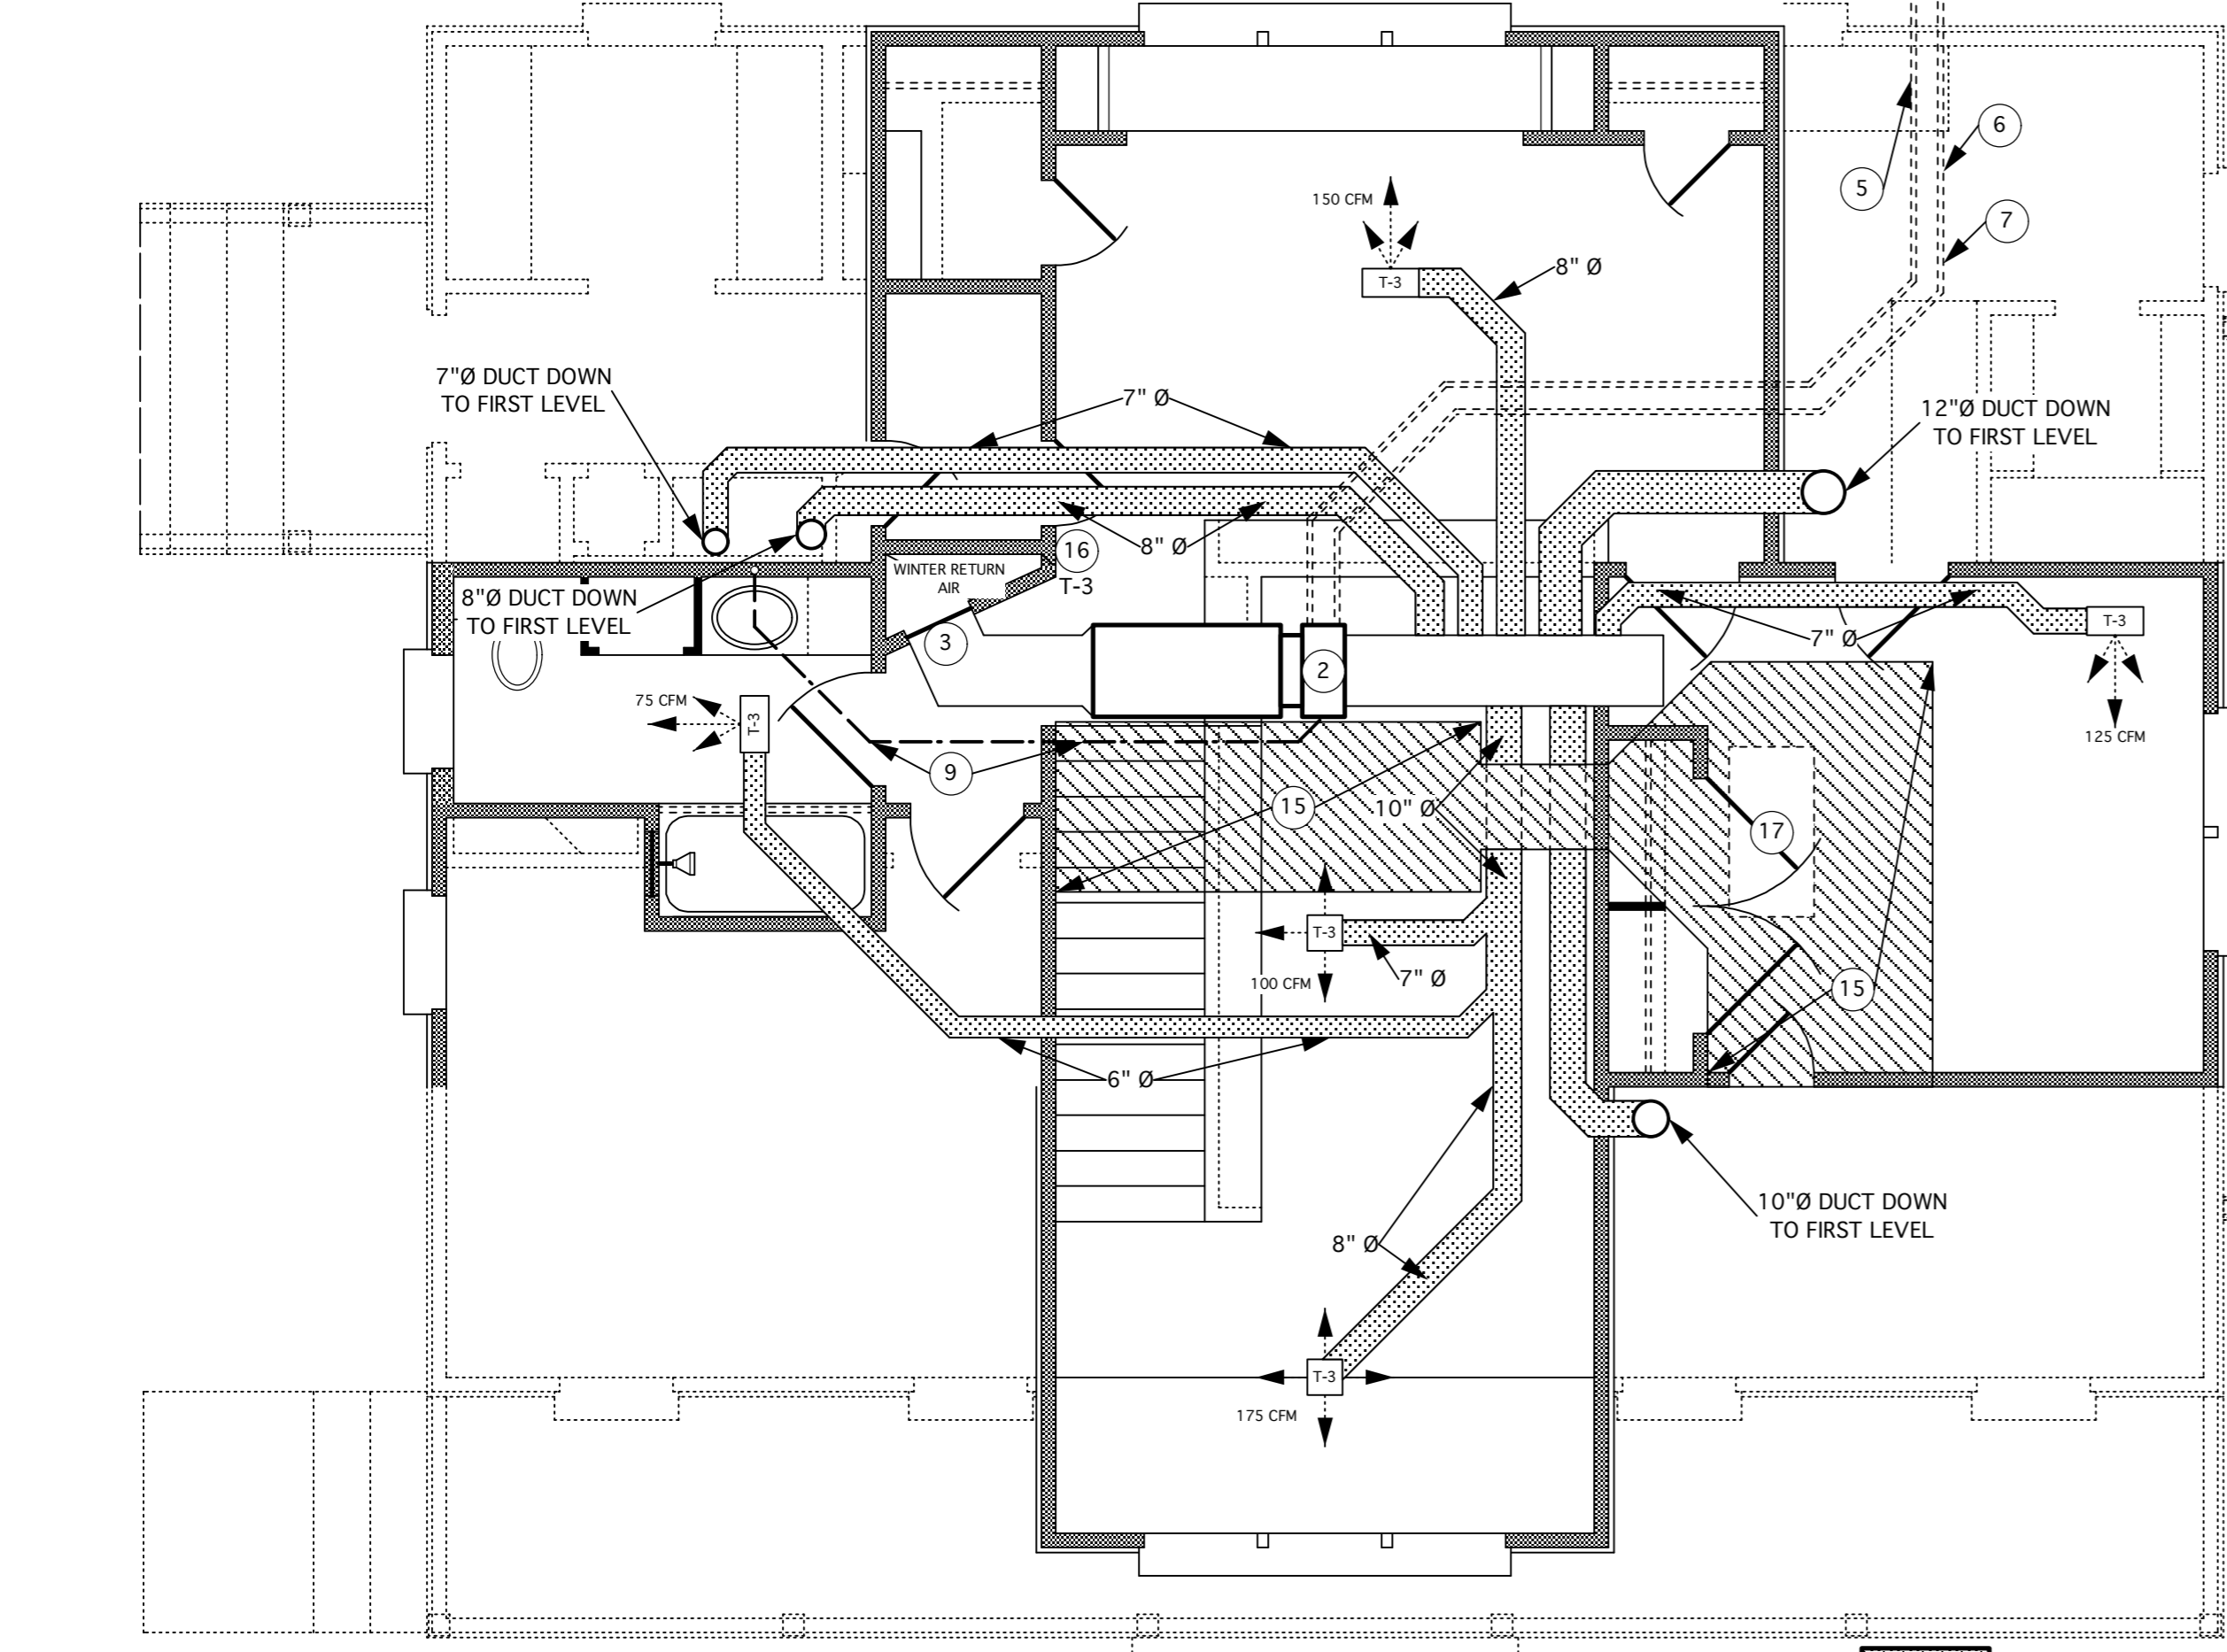 6
5
150 CFM
7
8" Ø
T-3
7"Ø DUCT DOWN
TO FIRST LEVEL
7" Ø
12"Ø DUCT DOWN
TO FIRST LEVEL
8" Ø
16
WINTER RETURN
AIR
T-3
8"Ø DUCT DOWN
TO FIRST LEVEL
3
2
7" Ø
T-3
75 CFM
T-3
125 CFM
9
15
10" Ø
17
T-3
100 CFM
7" Ø
15
6" Ø
10"Ø DUCT DOWN
TO FIRST LEVEL
8" Ø
T-3
175 CFM